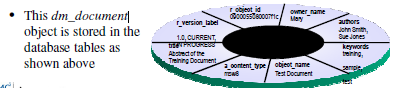 • This dm_document
object is stored in the
database tables as
shown above
r_object_id
090005508000711c
owner_name
Mary
r_version_label
1.0, CURRENT,
IN PROGRESS
authors
John Smith,
Sue Jones
title
Abstract of the
Training Document
keywords
training,
sample,
test
a_content_type
msw8
object_name
Test Document